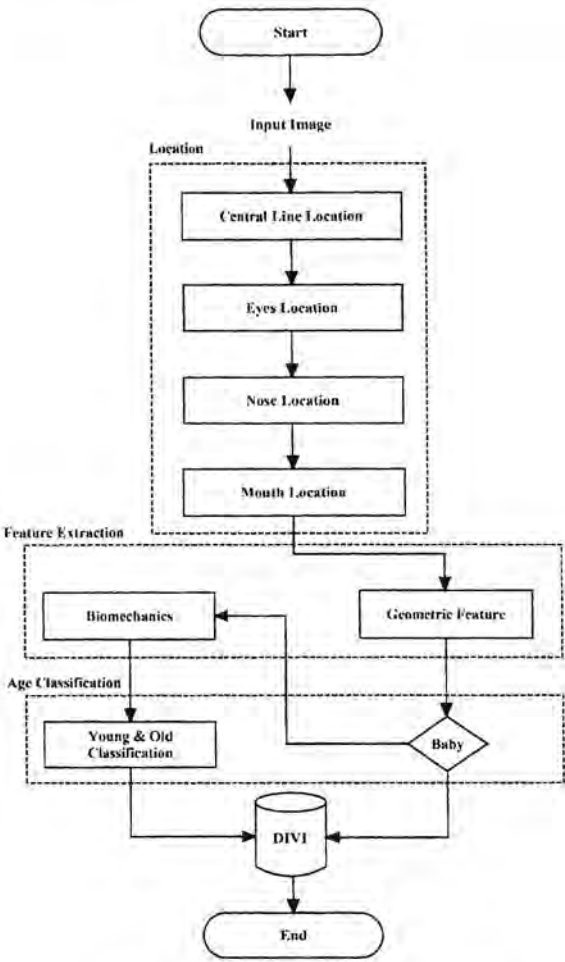 Start
Input Image
Location
Central Line Location
Eyes Location
Nose Location
Mouth Location
Feature Extraction
Biomechanics
Geometric Feature
Age Classification
Young & Old
Classification
Baby
DIVI
End